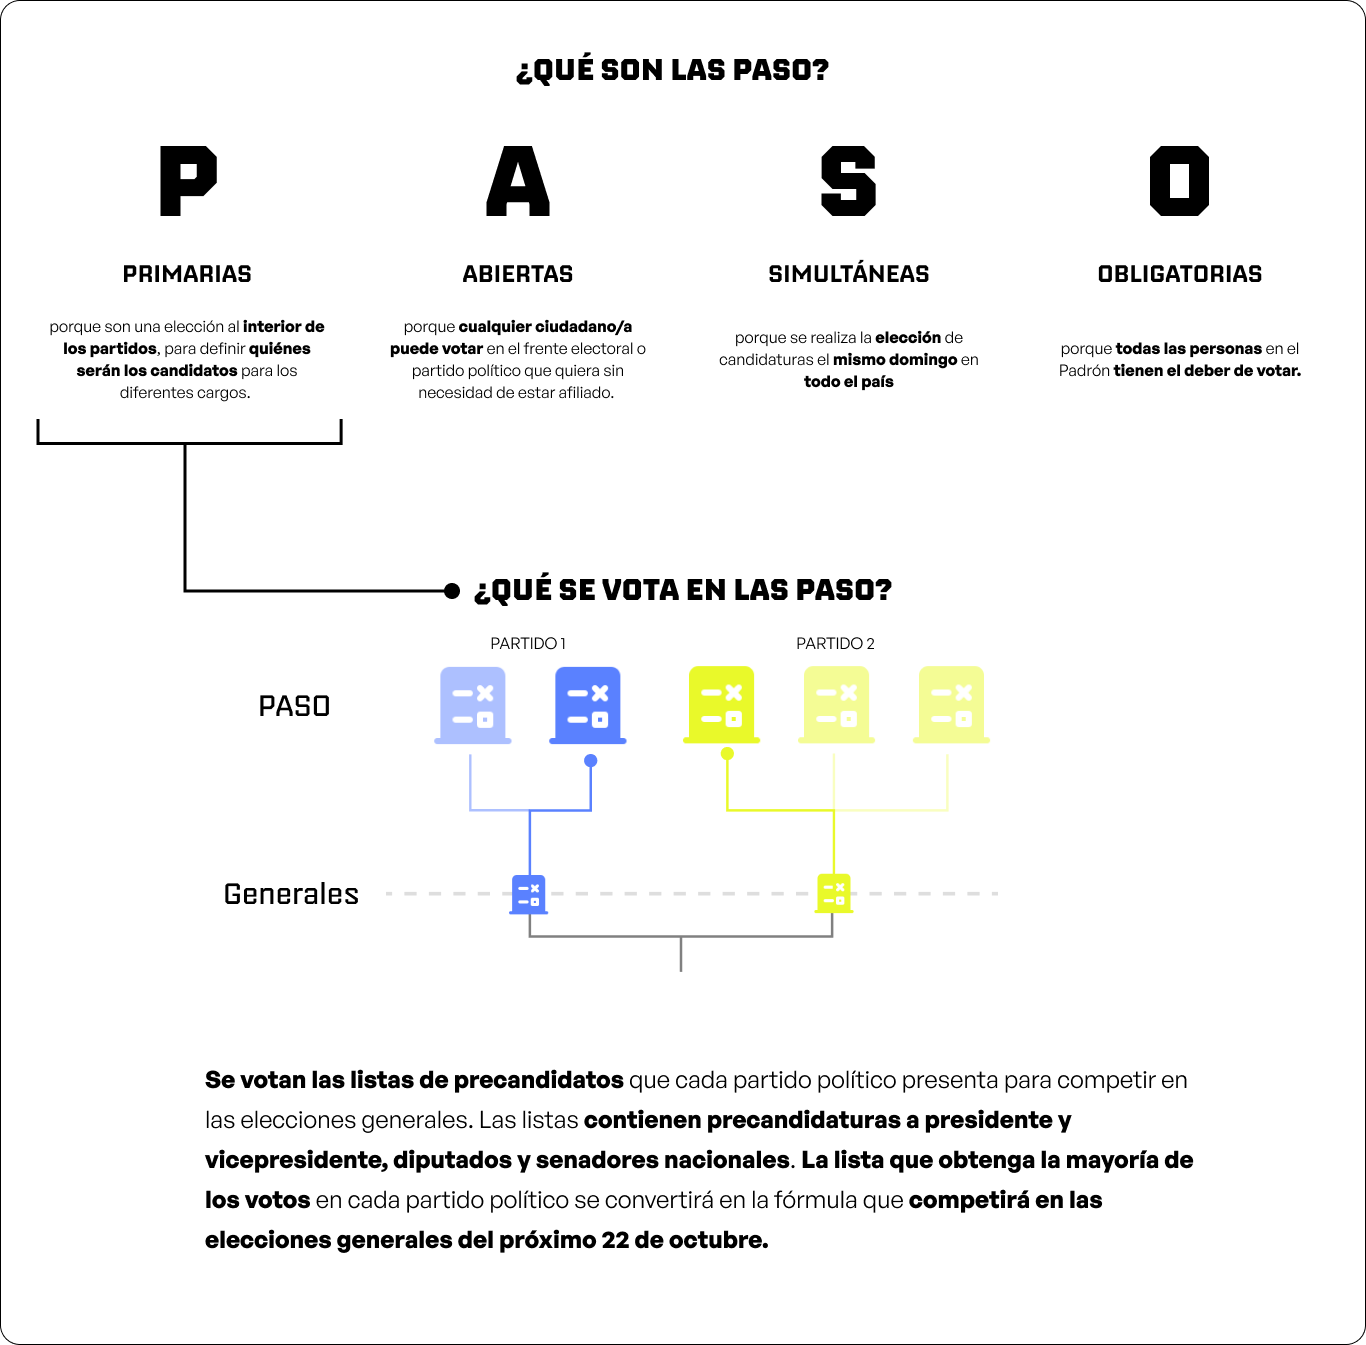 ¿QUÉ SON LAS PASO?
P
A
S
O
PRIMARIAS
porque son una elección al interior de
los partidos, para definir quiénes
serán los candidatos para los
diferentes cargos.
ABIERTAS
porque cualquier ciudadano/a
puede votar en el frente electoral o
partido político que quiera sin
necesidad de estar afiliado.
SIMULTÁNEAS
porque se realiza la elección de
candidaturas el mismo domingo en
todo el país
OBLIGATORIAS
porque todas las personas en el
Padrón tienen el deber de votar.
¿QUÉ SE VOTA EN LAS PASO?
PARTIDO 1
PARTIDO 2
PASO
Generales
Se votan las listas de precandidatos que cada partido político presenta para competir en
las elecciones generales. Las listas contienen precandidaturas a presidente y
vicepresidente, diputados y senadores nacionales. La lista que obtenga la mayoría de
los votos en cada partido político se convertirá en la fórmula que competirá en las
elecciones generales del próximo 22 de octubre.